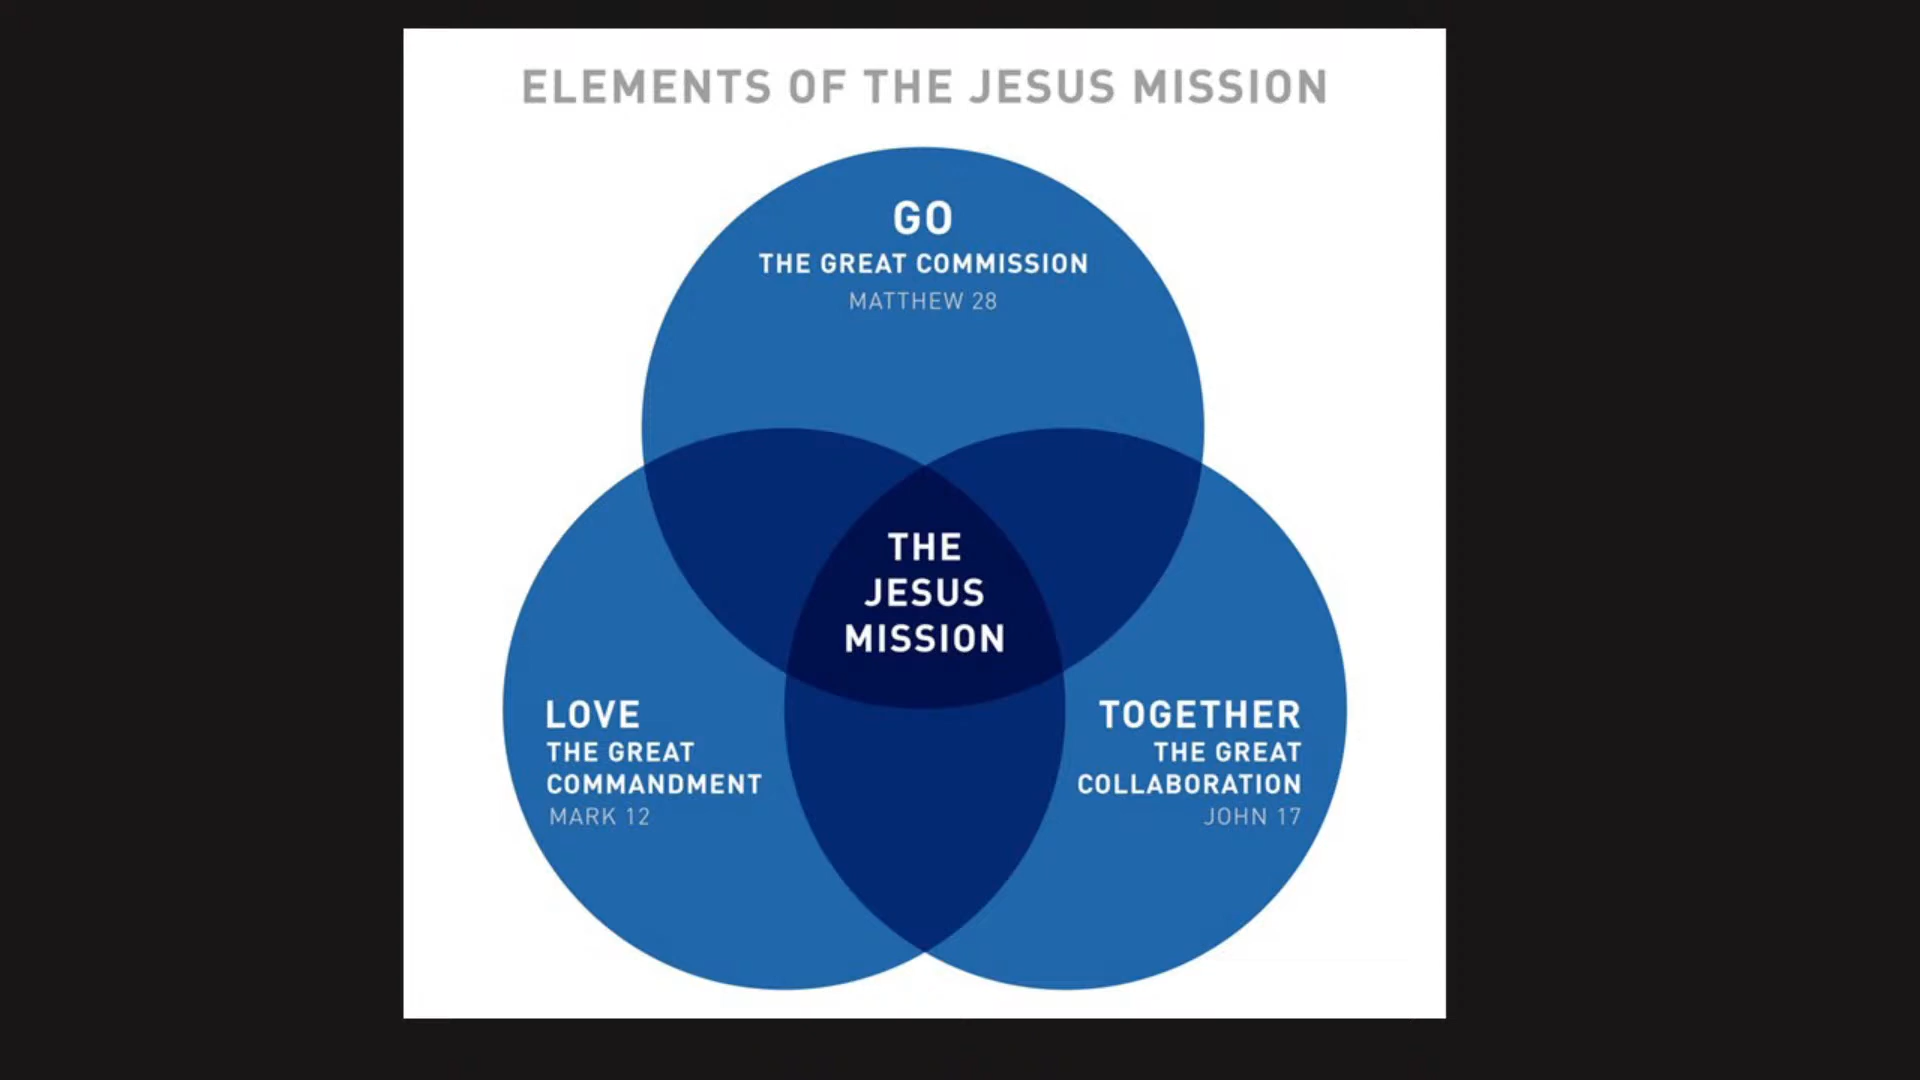 ELEMENTS OF THE JESUS MISSION
GO
THE GREAT COMMISSION
MATTHEW 28
THE
JESUS
MISSION
LOVE
THE GREAT
COMMANDMENT
MARK 12
TOGETHER
THE GREAT
COLLABORATION
JOHN 17